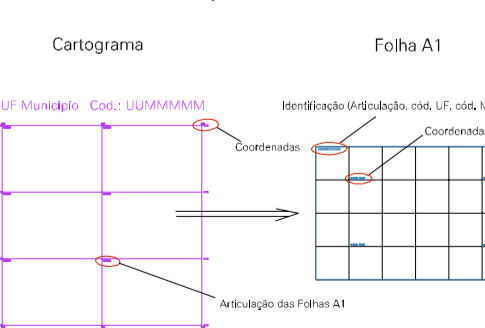 Cartograma
Folha A1
UF Município Cod.: UUMMMMM
Identificação (Articulação, cód. UF, cód.
Coordenadas
Coordenadas
Articulação das Folhas A1